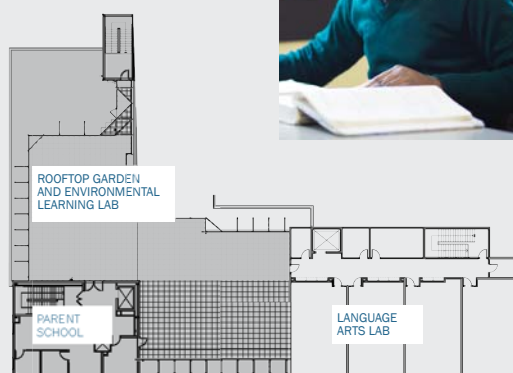 ROOFTOP GARDEN
AND ENVIRONMENTAL
LEARNING LAB
PARENT
SCHOOL
LANGUAGE
ARTS LAB